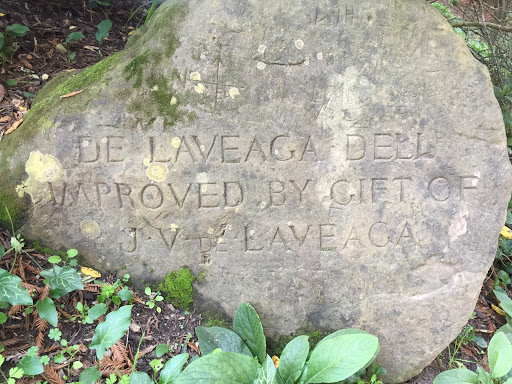 DE LAVEAGA DELL
IMPROVED BY GIFT OF
J·V·DE·LAVEAGA